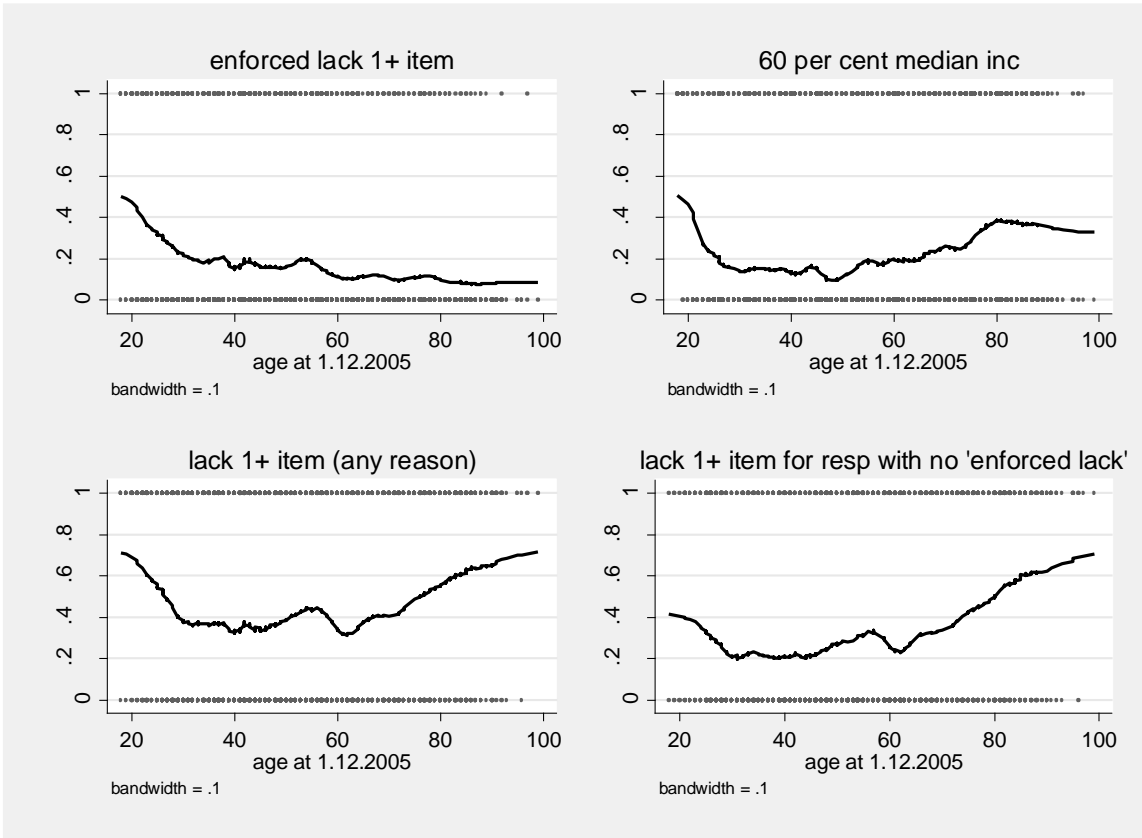 enforced lack 1+ item
1
.8
.6
.4
.2
0
20 40 60 80 100
age at 1.12.2005
bandwidth = .1
60 per cent median inc
1
.8
.6
.4
.2
0
20 40 60 80 100
age at 1.12.2005
bandwidth = .1
lack 1+ item (any reason)
1
.8
.6
.4
.2
0
20 40 60 80 100
age at 1.12.2005
bandwidth = .1
lack 1+ item for resp with no 'enforced lack'
1
.8
.6
.4
.2
0
20 40 60 80 100
age at 1.12.2005
bandwidth = .1